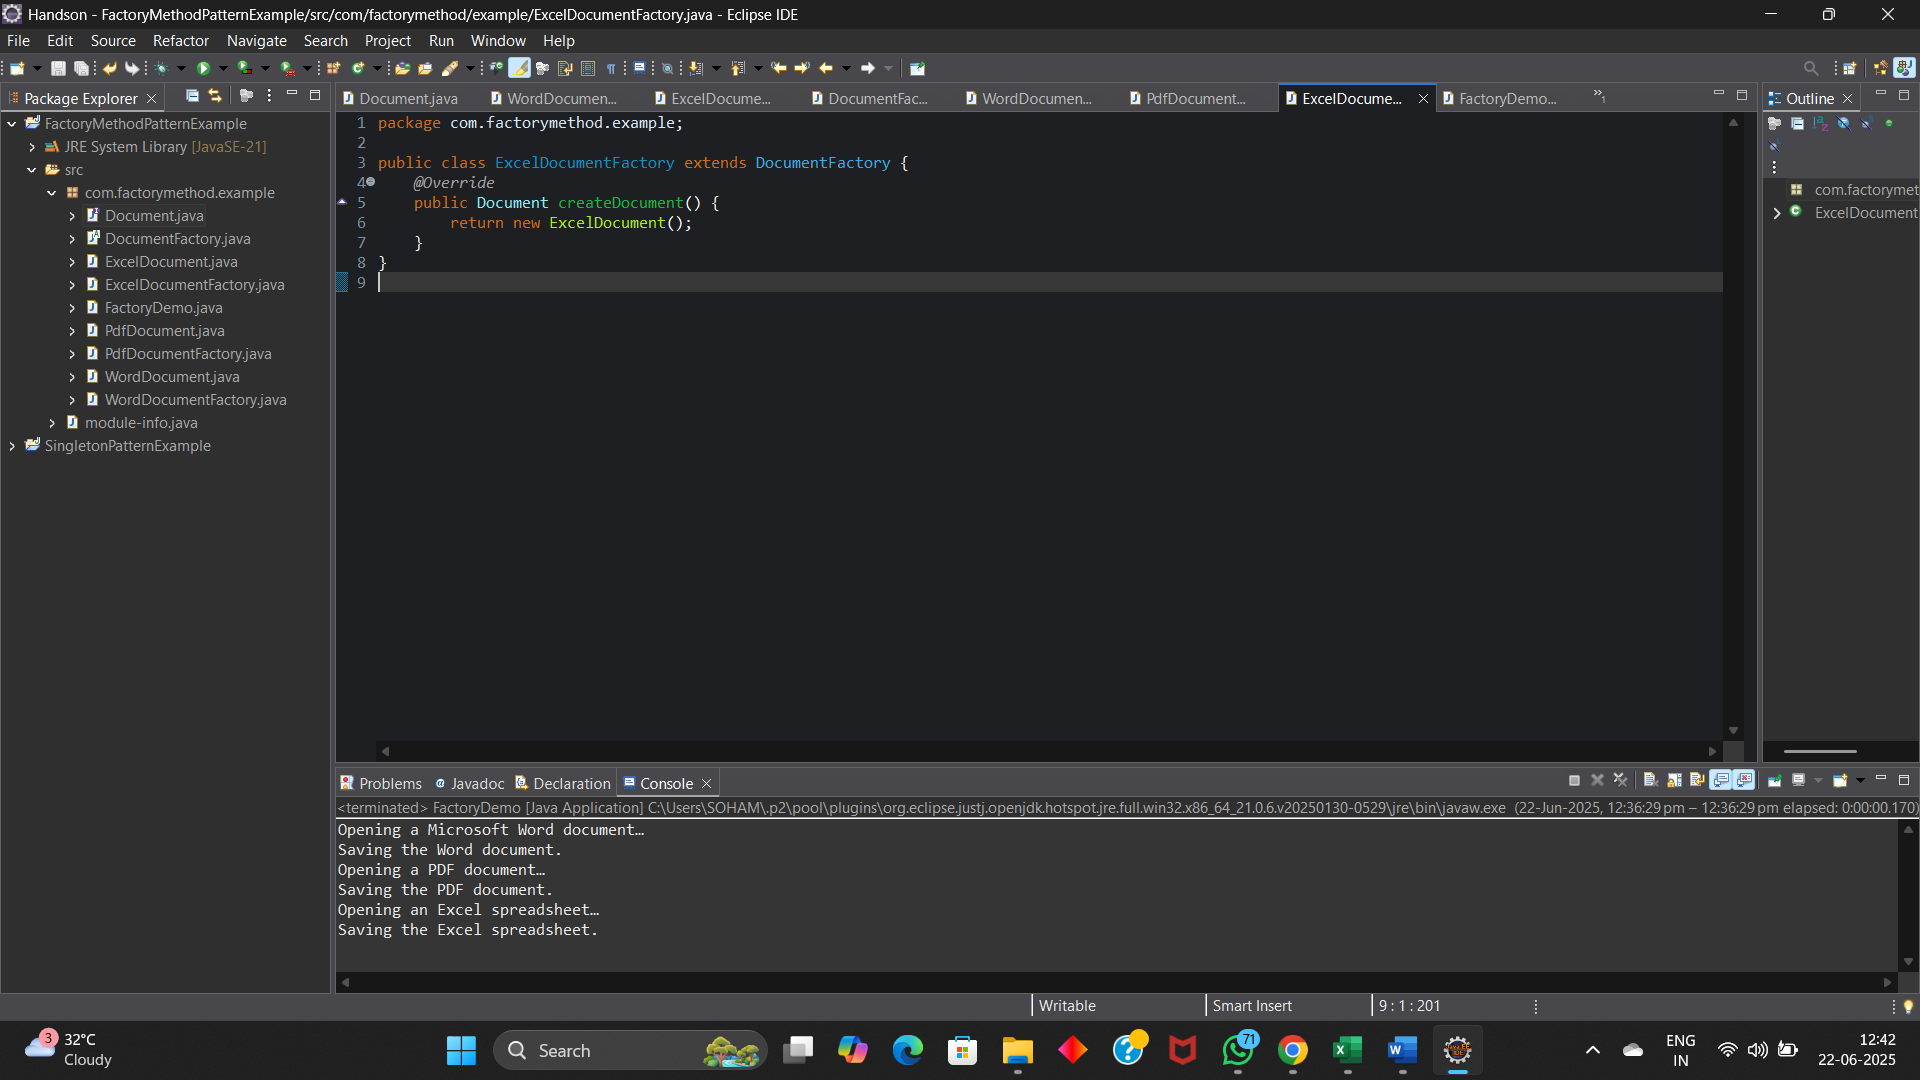 Handson - FactoryMethodPatternExample/src/com/factorymethod/example/ExcelDocumentFactory.java - Eclipse IDE
File Edit Source Refactor Navigate Search Project Run Window Help
Package Explorer
FactoryMethodPatternExample
JRE System Library [JavaSE-21]
src
com.factorymethod.example
Document.java
DocumentFactory.java
ExcelDocument.java
ExcelDocumentFactory.java
FactoryDemo.java
PdfDocument.java
PdfDocumentFactory.java
WordDocument.java
WordDocumentFactory.java
module-info.java
SingletonPatternExample
Document.java WordDocumen... ExcelDocume... DocumentFac... WordDocumen... PdfDocument... ExcelDocume... FactoryDemo... »1
1 package com.factorymethod.example;
2
3 public class ExcelDocumentFactory extends DocumentFactory {
4 @Override
5 public Document createDocument() {
6 return new ExcelDocument();
7 }
8 }
9
Outline
com.factorymet
ExcelDocument
Problems Javadoc Declaration Console
<terminated> FactoryDemo [Java Application] C:\Users\SOHAM\.p2\pool\plugins\org.eclipse.justj.openjdk.hotspot.jre.full.win32.x86_64_21.0.6.v20250130-0529\jre\bin\javaw.exe (22-Jun-2025, 12:36:29 pm – 12:36:29 pm elapsed: 0:00:00.170)
Opening a Microsoft Word document…
Saving the Word document.
Opening a PDF document…
Saving the PDF document.
Opening an Excel spreadsheet…
Saving the Excel spreadsheet.
Writable Smart Insert 9 : 1 : 201
3 32°C
Cloudy
Search
71
ENG
IN
12:42
22-06-2025